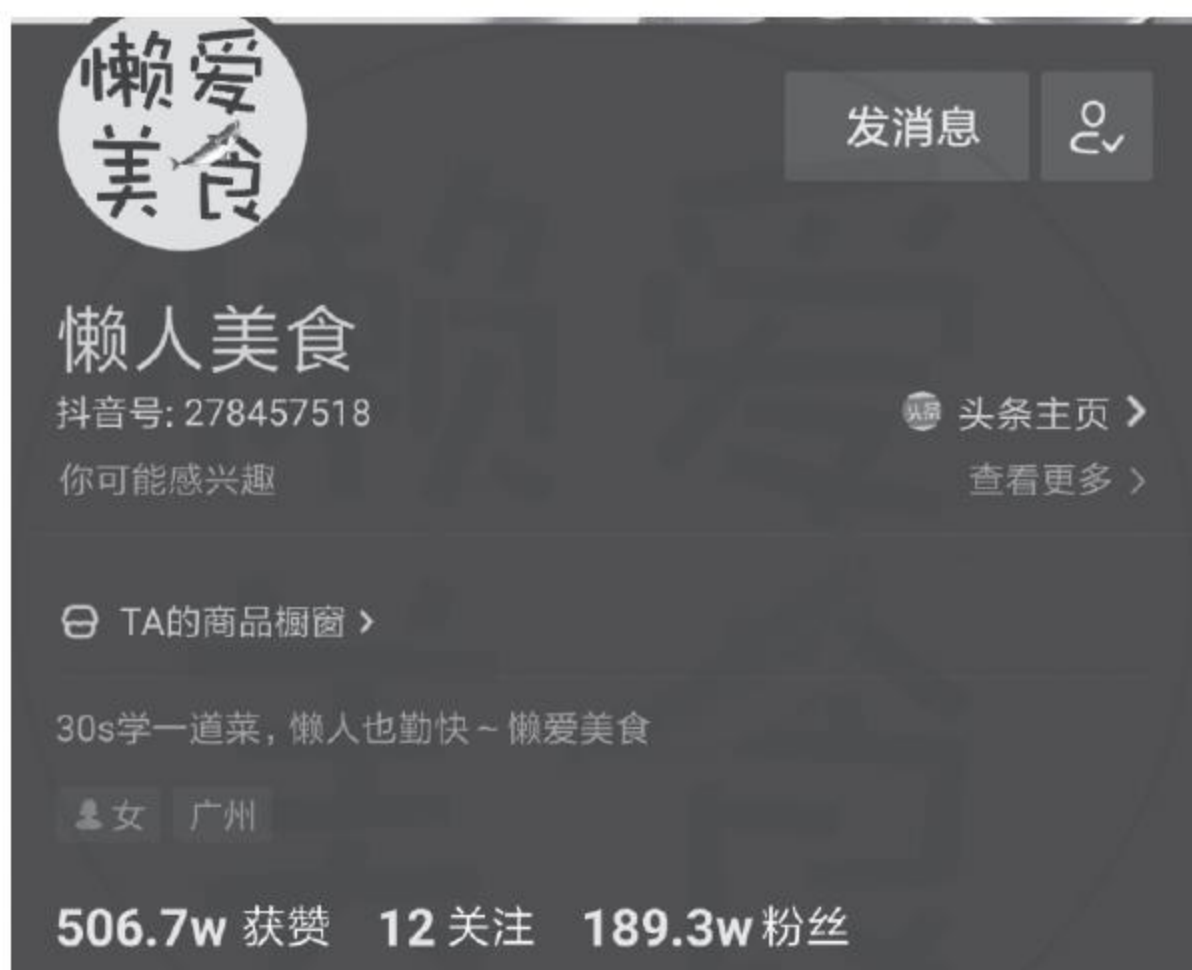 懒爱
美食
发消息
懒人美食
抖音号: 278457518
头条 头条主页 >
你可能感兴趣
查看更多 >
TA的商品橱窗 >
30s学一道菜, 懒人也勤快~懒爱美食
女 广州
506.7w 获赞 12 关注 189.3w 粉丝